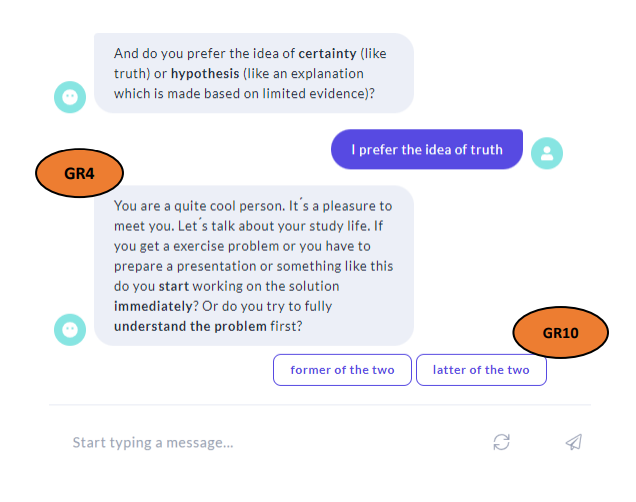 And do you prefer the idea of certainty (like
truth) or hypothesis (like an explanation
which is made based on limited evidence)?
I prefer the idea of truth
GR4
You are a quite cool person. It´s a pleasure to
meet you. Let´s talk about your study life. If
you get a exercise problem or you have to
prepare a presentation or something like this
do you start working on the solution
immediately? Or do you try to fully
understand the problem first?
GR10
former of the two
latter of the two
Start typing a message...